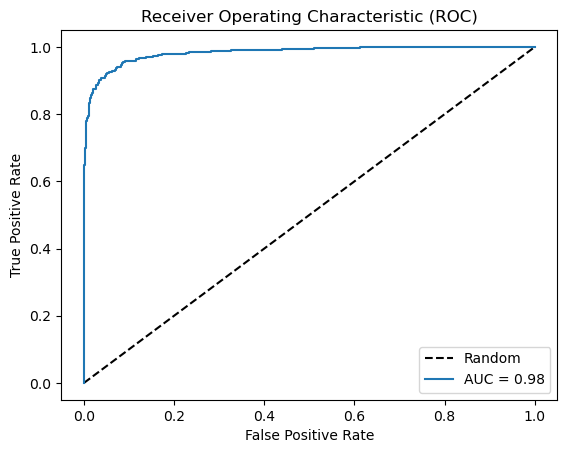 Receiver Operating Characteristic (ROC)
True Positive Rate
1.0
0.8
0.6
0.4
0.2
0.0
0.0 0.2 0.4 0.6 0.8 1.0
False Positive Rate
Random
AUC = 0.98